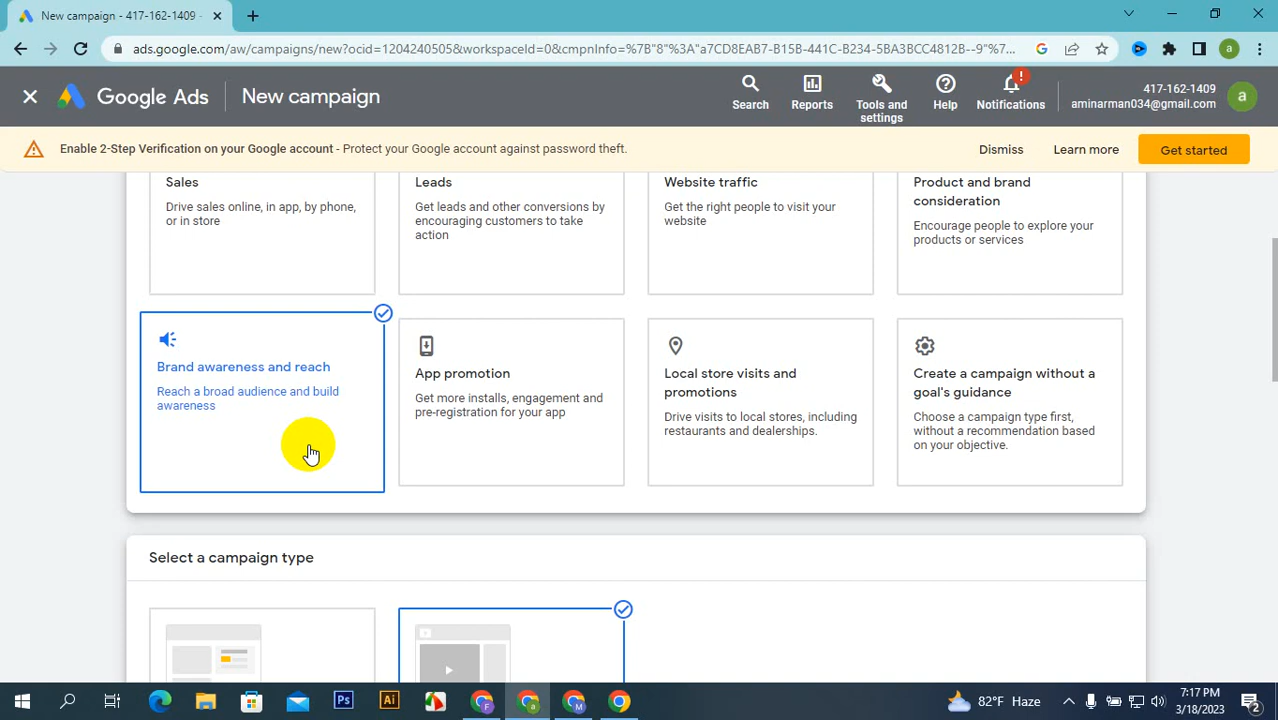 New campaign - 417-162-1409 -
ads.google.com/aw/campaigns/new?ocid=1204240505&workspaceId=0&cmpnInfo=%7B"8"%3A"a7CD8EAB7-B15B-441C-B234-5BA3BCC4812B--9"%7...
a
Google Ads
New campaign
Search
Reports
Tools and
settings
Help
!
Notifications
417-162-1409
aminarman034@gmail.com
a
Enable 2-Step Verification on your Google account - Protect your Google account against password theft.
Dismiss
Learn more
Get started
Sales
Drive sales online, in app, by phone,
or in store
Leads
Get leads and other conversions by
encouraging customers to take
action
Website traffic
Get the right people to visit your
website
Product and brand
consideration
Encourage people to explore your
products or services
Brand awareness and reach
Reach a broad audience and build
awareness
App promotion
Get more installs, engagement and
pre-registration for your app
Local store visits and
promotions
Drive visits to local stores, including
restaurants and dealerships.
Create a campaign without a
goal's guidance
Choose a campaign type first,
without a recommendation based
on your objective.
Select a campaign type
Ps
Ai
F
a
M
82°F Haze
7:17 PM
3/18/2023
2